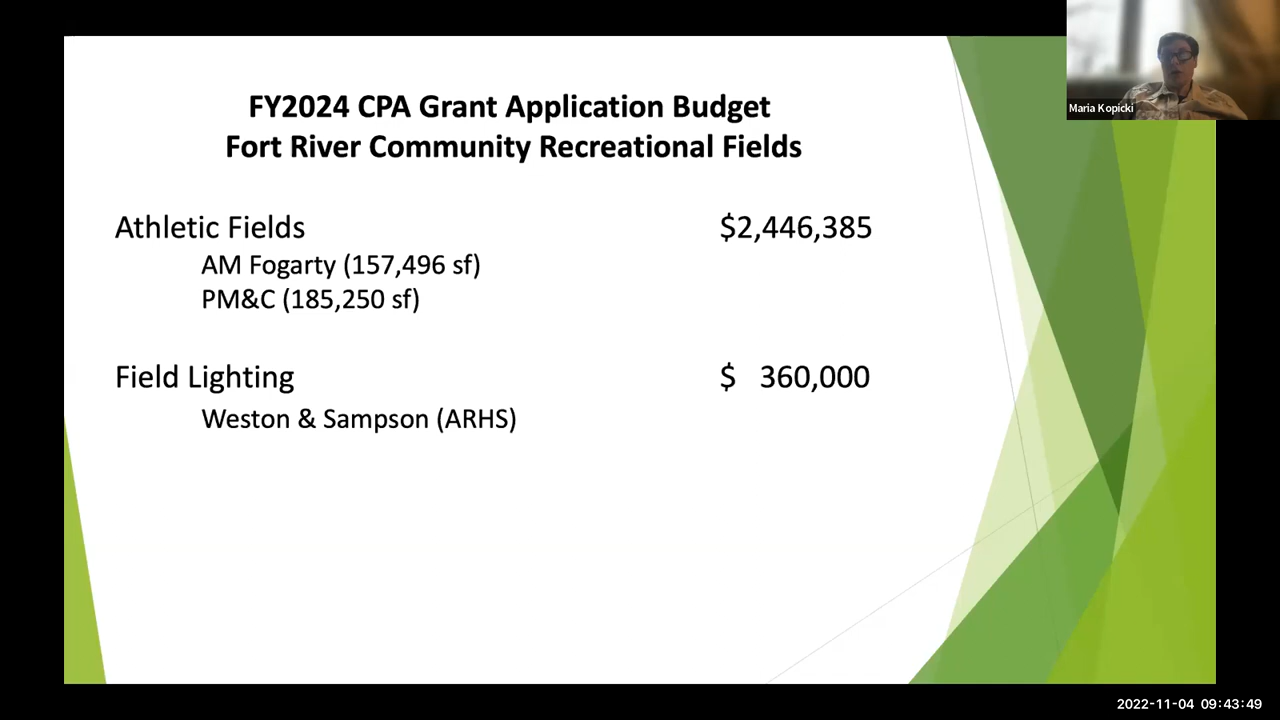 FY2024 CPA Grant Application Budget
Fort River Community Recreational Fields
Athletic Fields $2,446,385
AM Fogarty (157,496 sf)
PM&C (185,250 sf)
Field Lighting $ 360,000
Weston & Sampson (ARHS)
Maria Kopicki
2022-11-04 09:43:49